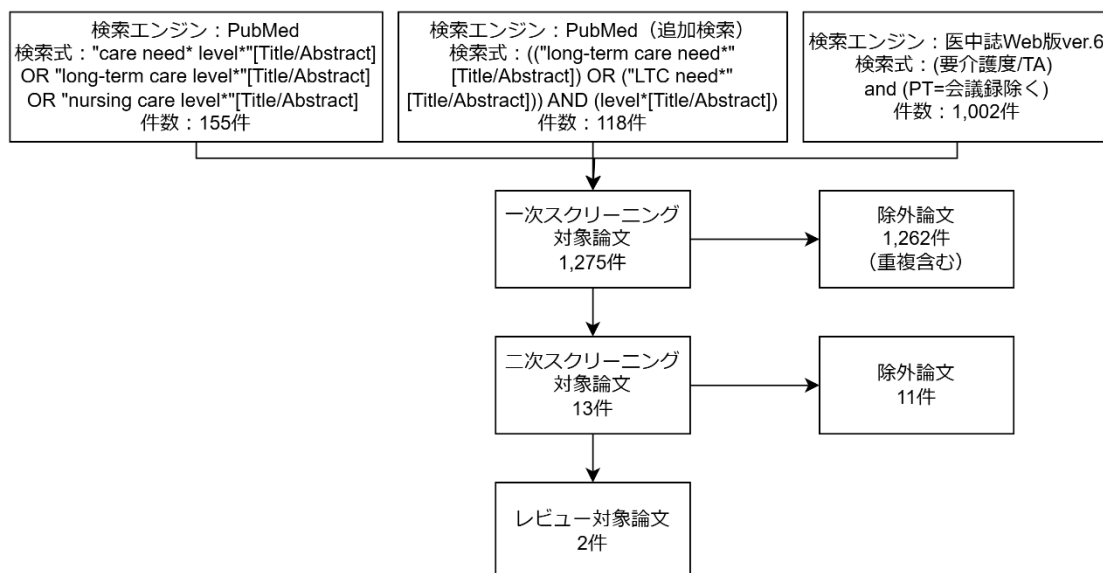 検索エンジン：PubMed
検索式："care need* level*"[Title/Abstract]
OR "long-term care level*"[Title/Abstract]
OR "nursing care level*"[Title/Abstract]
件数：155件
検索エンジン：PubMed（追加検索）
検索式：(("long-term care need*"
[Title/Abstract]) OR ("LTC need*"
[Title/Abstract])) AND (level*[Title/Abstract])
件数：118件
検索エンジン：医中誌Web版ver.6
検索式：(要介護度/TA)
and (PT=会議録除く)
件数：1,002件
一次スクリーニング
対象論文
1,275件
除外論文
1,262件
（重複含む）
二次スクリーニング
対象論文
13件
除外論文
11件
レビュー対象論文
2件